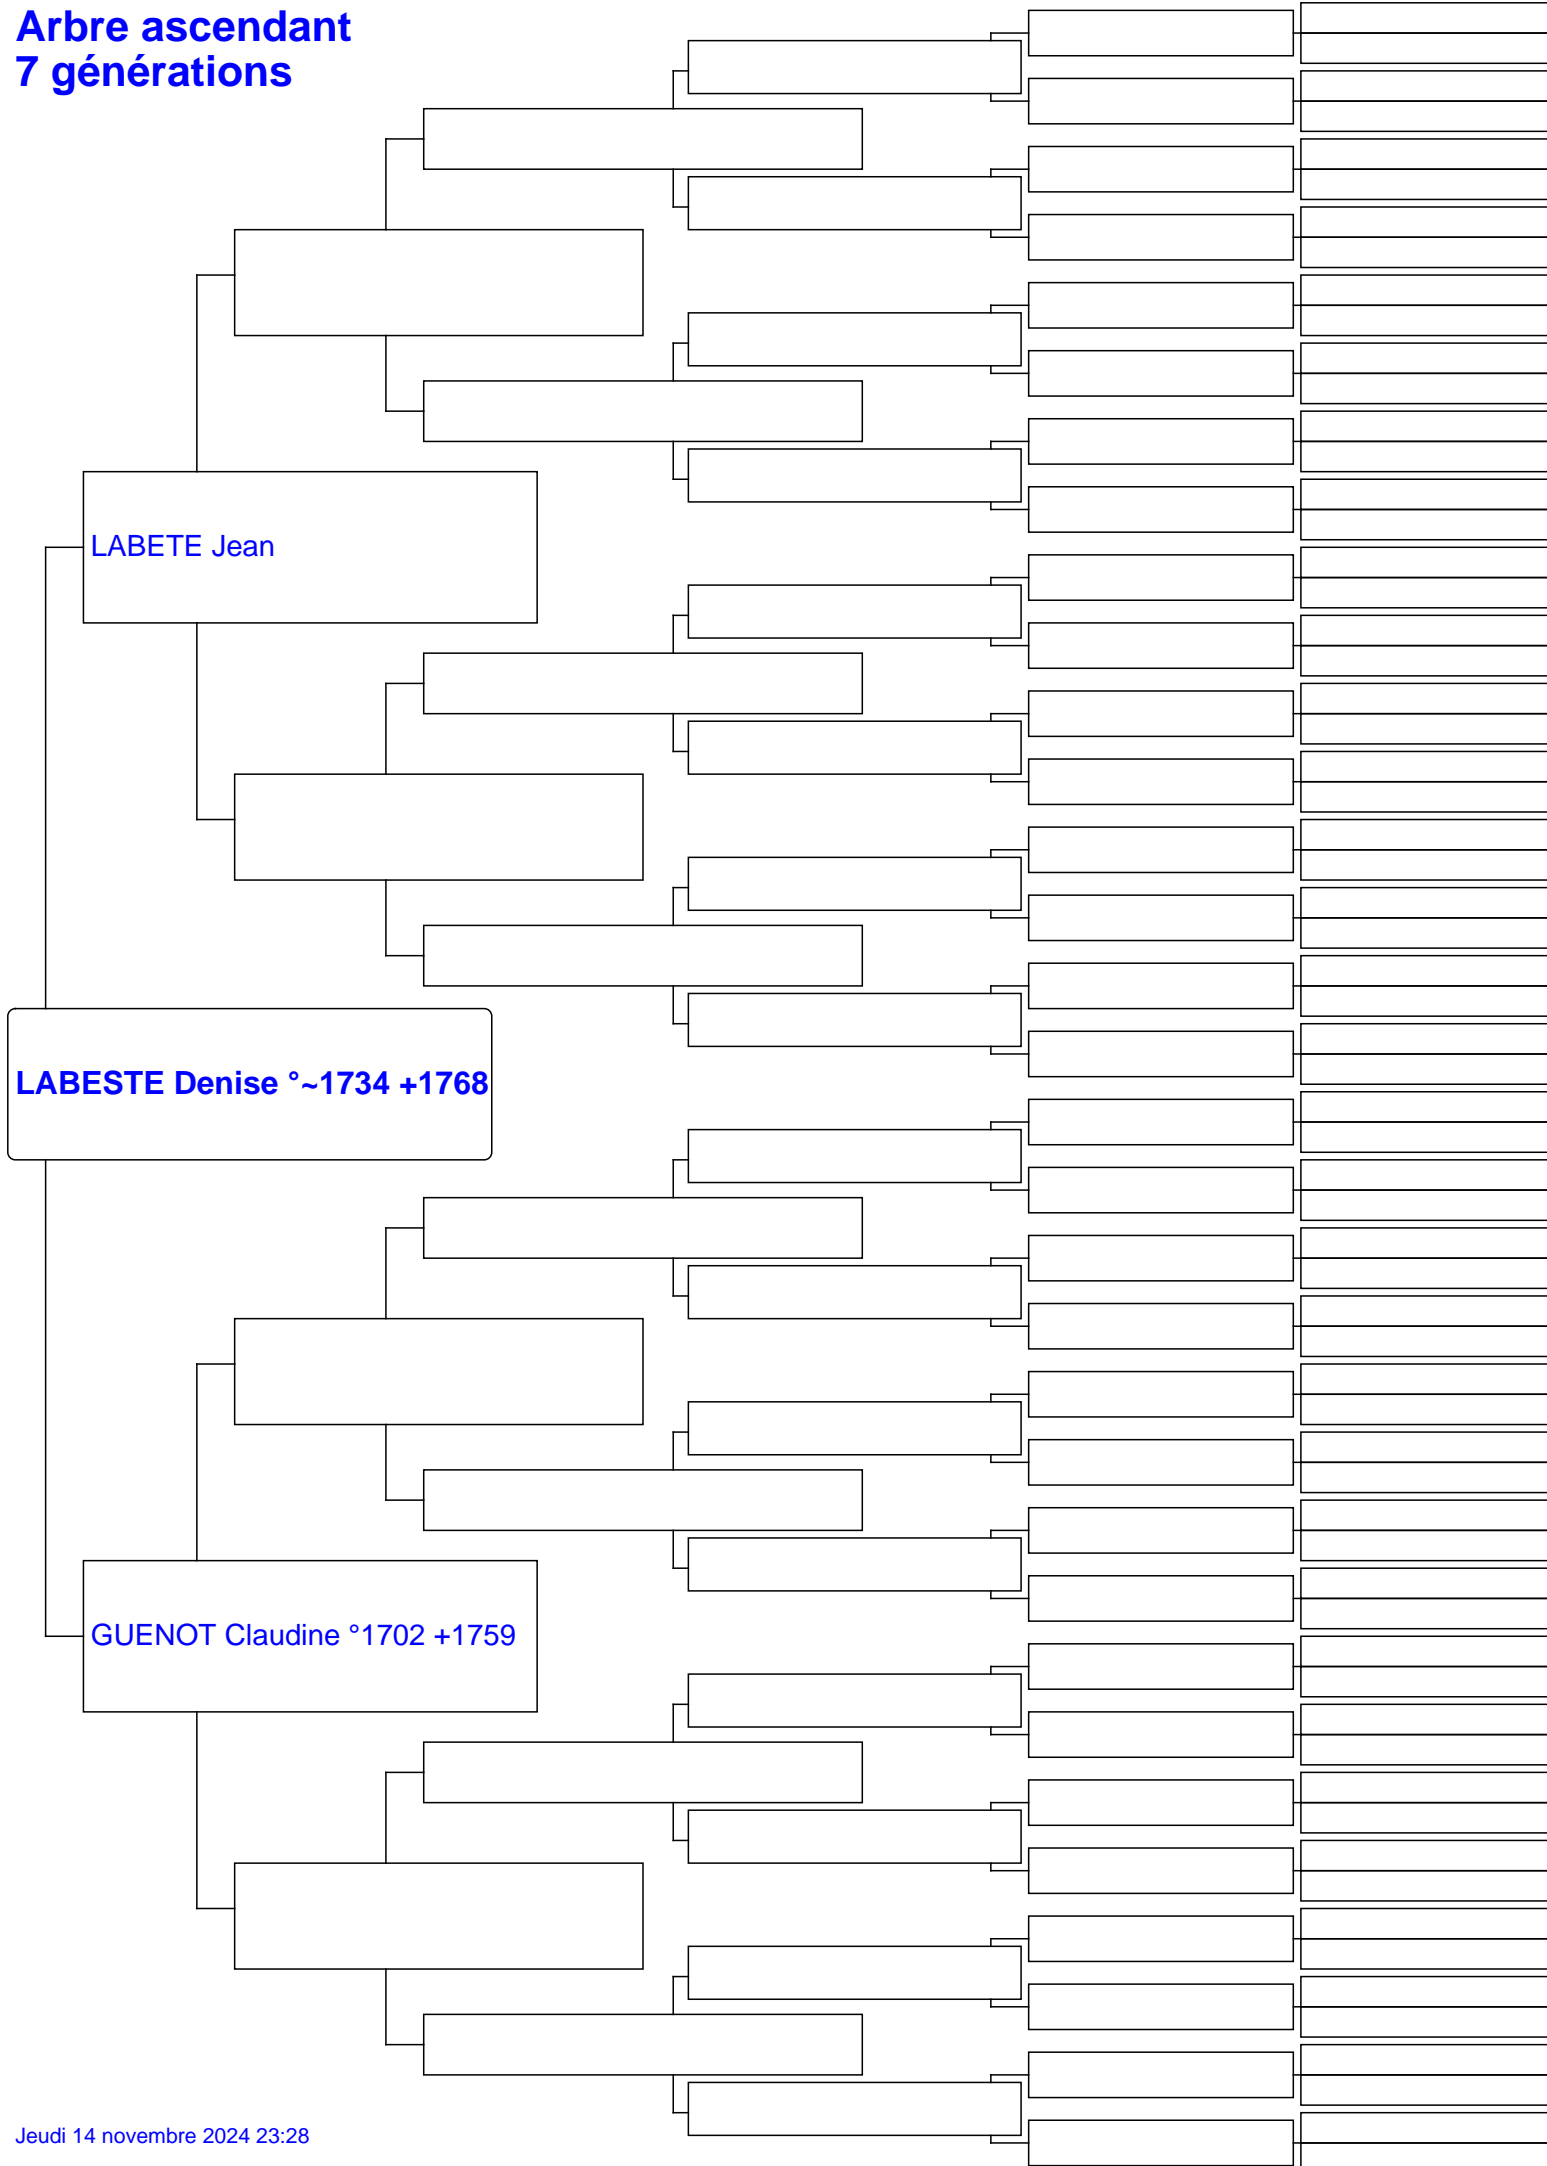 Arbre ascendant
7 générations
LABETE Jean
LABESTE Denise °~1734 +1768
GUENOT Claudine °1702 +1759
Jeudi 14 novembre 2024 23:28